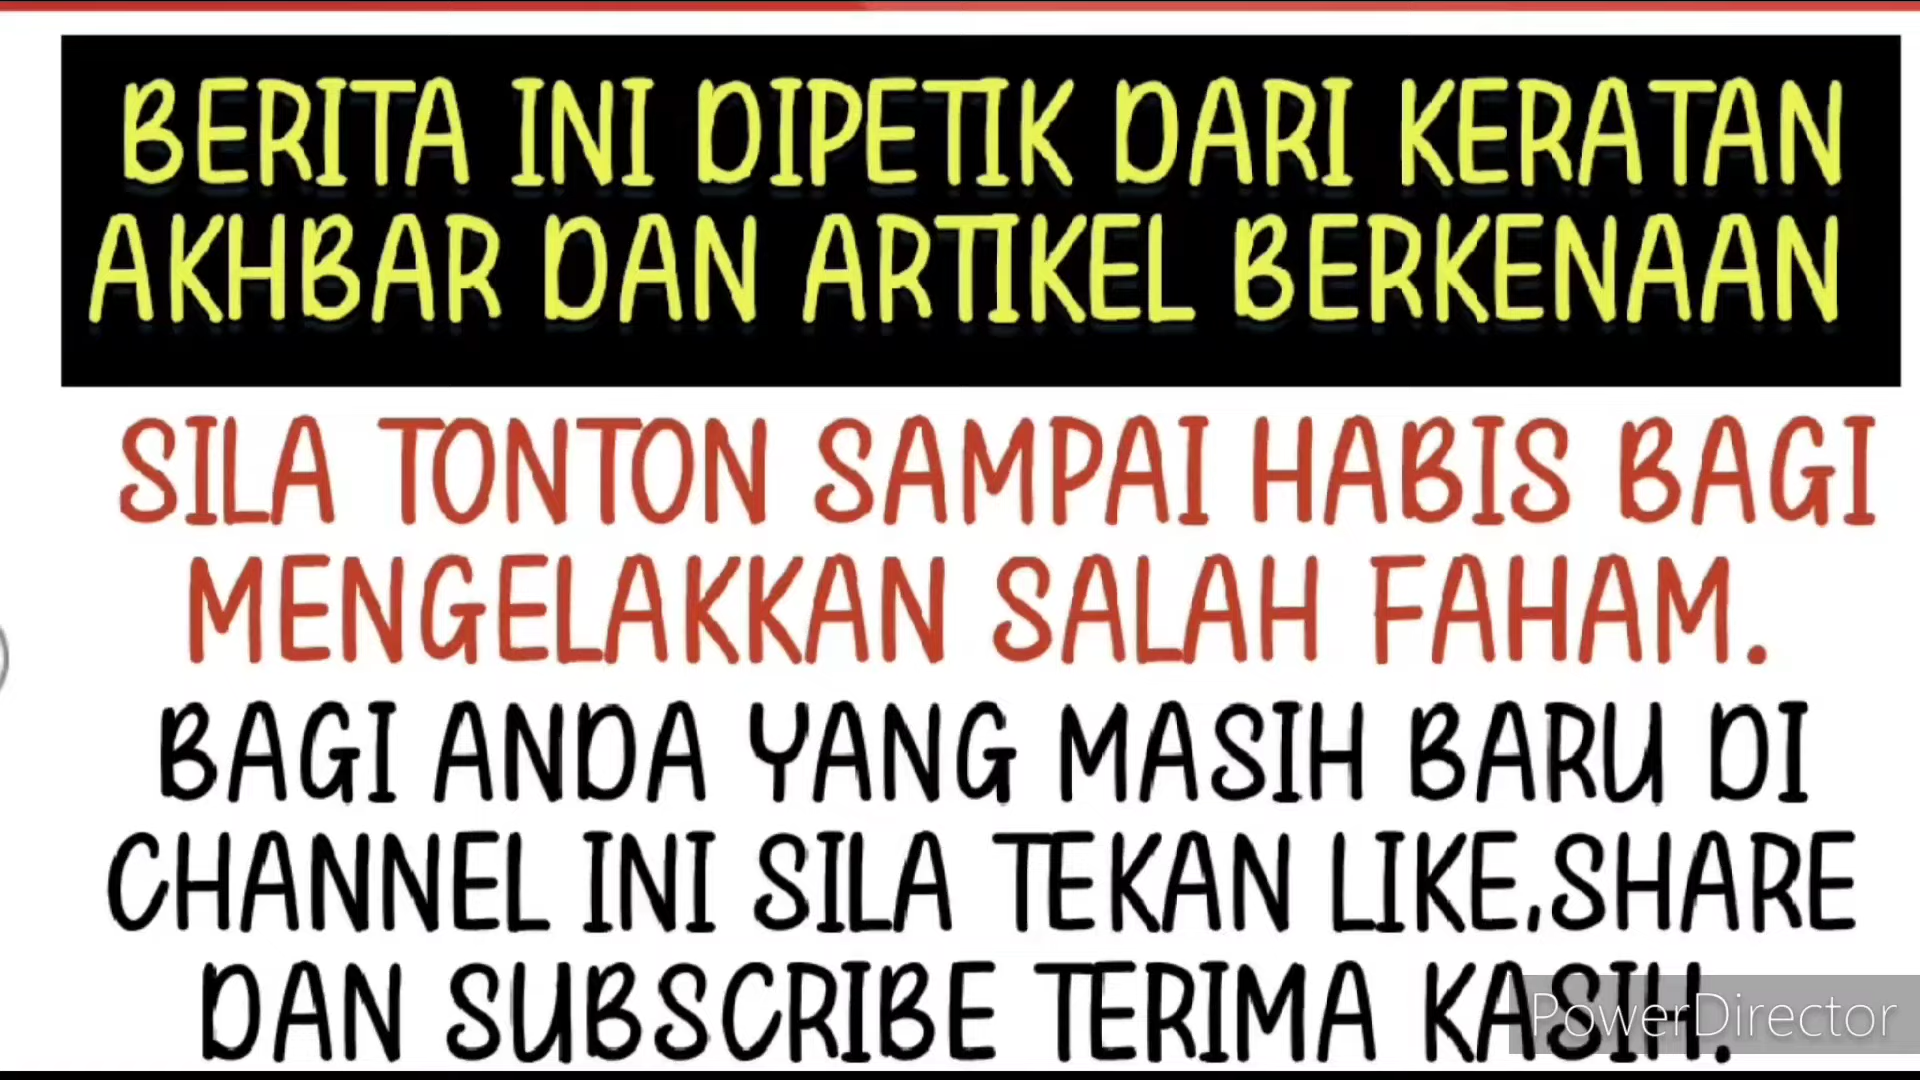 BERITA INI DIPETIK DARI KERATAN
AKHBAR DAN ARTIKEL BERKENAAN
SILA TONTON SAMPAI HABIS BAGI
MENGELAKKAN SALAH FAHAM.
BAGI ANDA YANG MASIH BARU DI
CHANNEL INI SILA TEKAN LIKE,SHARE
DAN SUBSCRIBE TERIMA KASIH.
PowerDirector